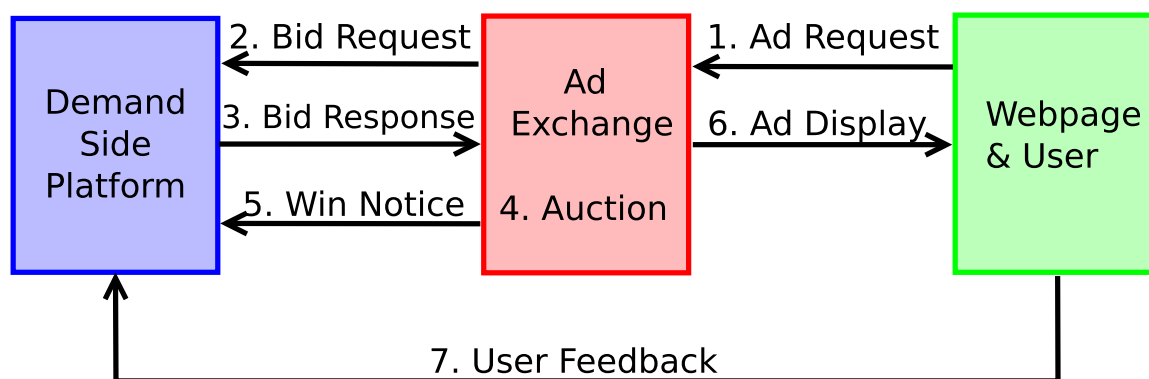 2. Bid Request
1. Ad Request
Demand
Side
Platform
Ad
Exchange
Webpage
& User
3. Bid Response
6. Ad Display
5. Win Notice
4. Auction
7. User Feedback